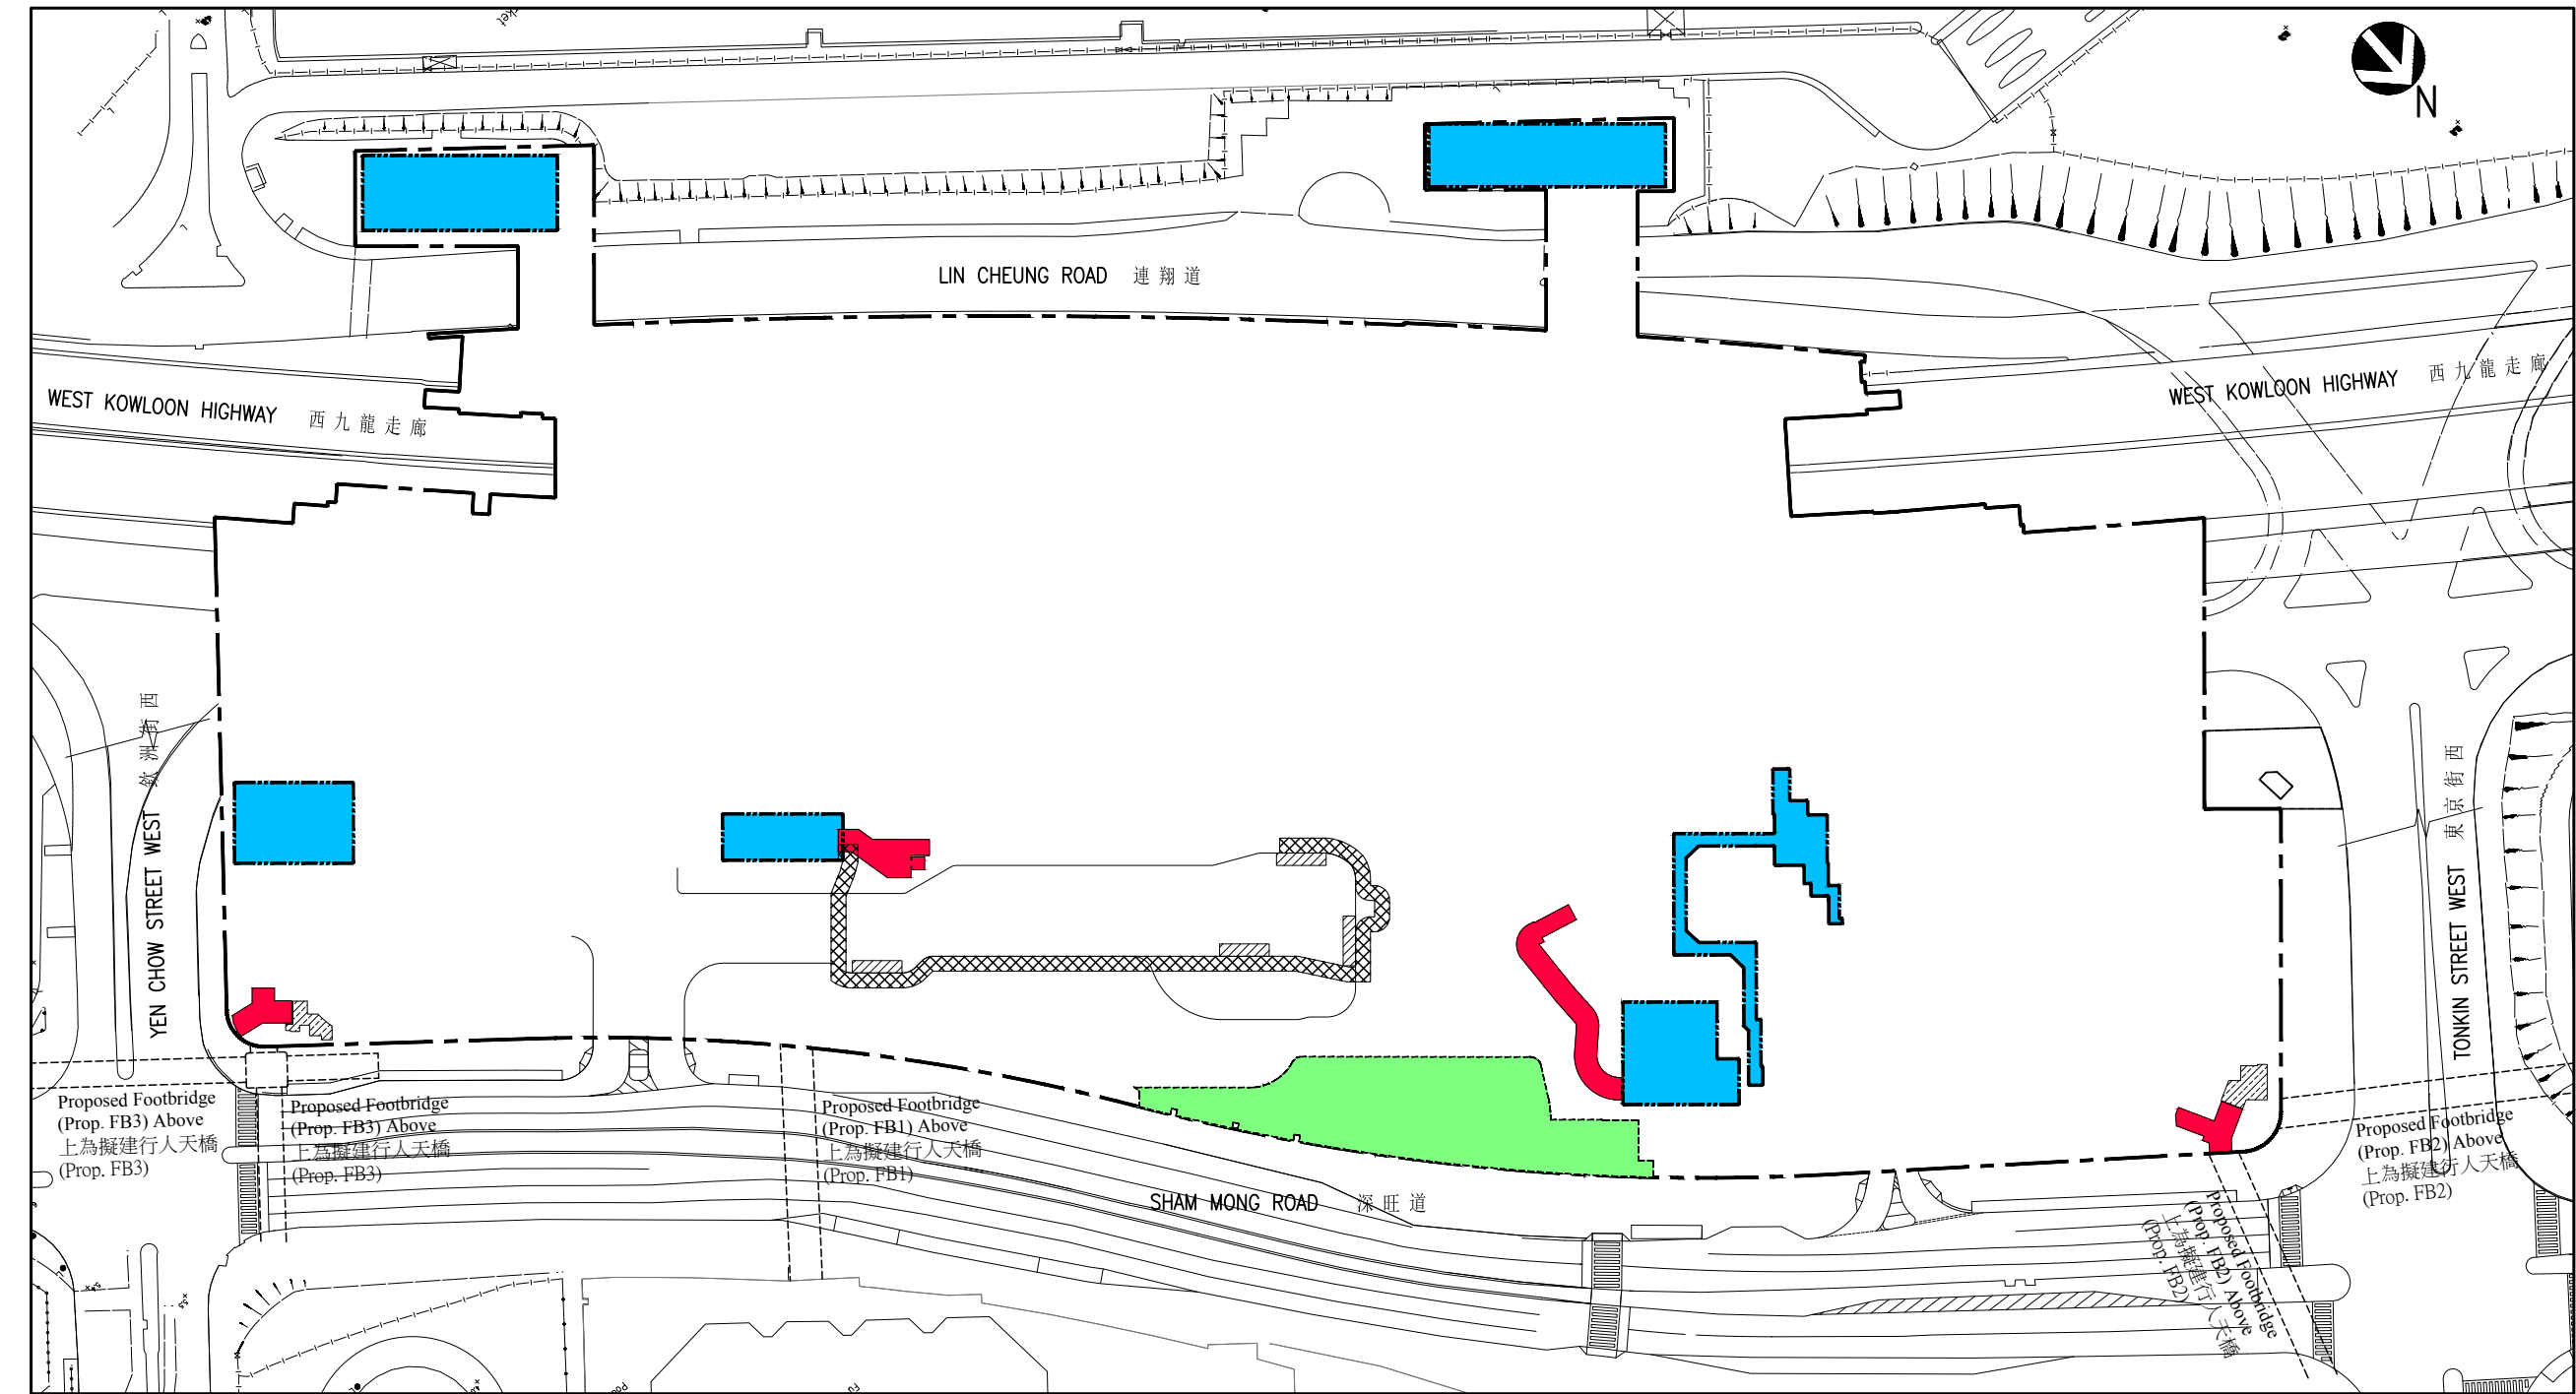 N
LIN CHEUNG ROAD 連翔道
WEST KOWLOON HIGHWAY 西九龍走廊
WEST KOWLOON HIGHWAY 西九龍走廊
YEN CHOW STREET WEST 欽洲街西
TONKIN STREET WEST 東京街西
Proposed Footbridge
(Prop. FB3) Above
上為擬建行人天橋
(Prop. FB3)
Proposed Footbridge
(Prop. FB3) Above
上為擬建行人天橋
(Prop. FB3)
Proposed Footbridge
(Prop. FB1) Above
上為擬建行人天橋
(Prop. FB1)
Proposed Footbridge
(Prop. FB2) Above
上為擬建行人天橋
(Prop. FB2)
SHAM MONG ROAD 深旺道
Proposed Footbridge
(Prop. FB2) Above
上為擬建行人天橋
(Prop. FB2)